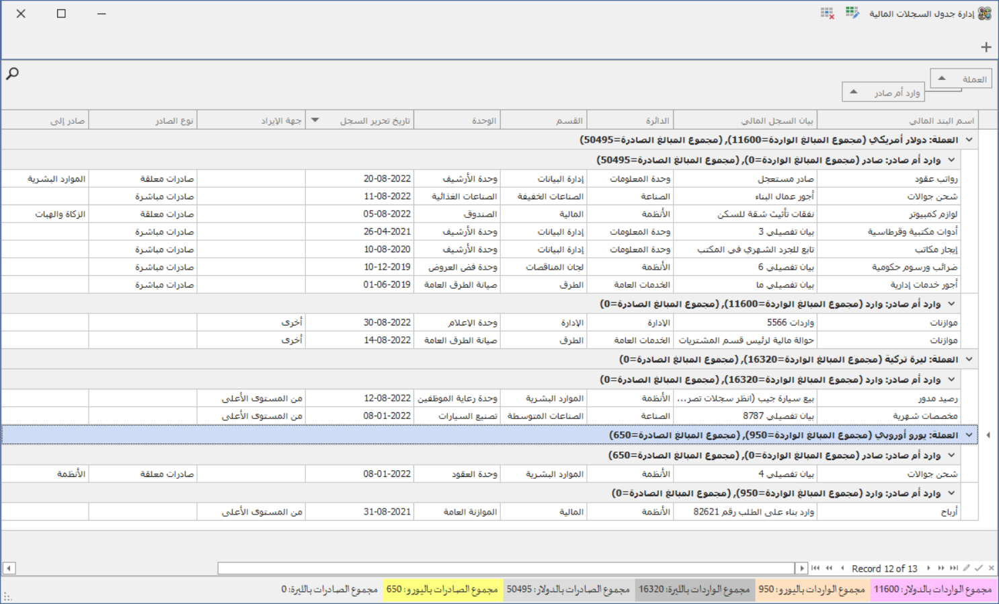 إدارة جدول السجلات المالية
العملة
وارد أم صادر
اسم البند المالي بيان السجل المالي الدائرة القسم الوحدة تاريخ تحرير السجل جهة الإيراد نوع الصادر صادر إلى
العملة: دولار أمريكي (مجموع المبالغ الواردة=11600), (مجموع المبالغ الصادرة=50495)
وارد أم صادر: صادر (مجموع المبالغ الواردة=0), (مجموع المبالغ الصادرة=50495)
رواتب عقود صادر مستعجل وحدة المعلومات إدارة البيانات وحدة الأرشيف 20-08-2022 صادرات معلقة الموارد البشرية
شحن جوالات أجور عمال البناء الصناعة الصناعات الخفيفة الصناعات الغذائية 11-08-2022 صادرات مباشرة
لوازم كمبيوتر نفقات تأثيث شقة للسكن الأنظمة المالية الصندوق 05-08-2022 صادرات معلقة الزكاة والهبات
أدوات مكتبية وقرطاسية بيان تفصيلي 3 وحدة المعلومات إدارة البيانات وحدة الأرشيف 26-04-2021 صادرات مباشرة
إيجار مكاتب تابع للجرد الشهري في المكتب وحدة المعلومات إدارة البيانات وحدة الأرشيف 10-08-2020 صادرات مباشرة
ضرائب ورسوم حكومية بيان تفصيلي 6 الأنظمة لجان المناقصات وحدة فض العروض 10-12-2019 صادرات مباشرة
أجور خدمات إدارية بيان تفصيلي ما الخدمات العامة الطرق صيانة الطرق العامة 01-06-2019 صادرات مباشرة
وارد أم صادر: وارد (مجموع المبالغ الواردة=11600), (مجموع المبالغ الصادرة=0)
موازنات واردات 5566 الإدارة الإدارة وحدة الإعلام 30-08-2022 أخرى
موازنات حوالة مالية لرئيس قسم المشتريات الخدمات العامة الطرق صيانة الطرق العامة 14-08-2022 أخرى
العملة: ليرة تركية (مجموع المبالغ الواردة=16320), (مجموع المبالغ الصادرة=0)
وارد أم صادر: وارد (مجموع المبالغ الواردة=16320), (مجموع المبالغ الصادرة=0)
رصيد مدور بيع سيارة جيب (انظر سجلات تصر... الأنظمة الموارد البشرية وحدة رعاية الموظفين 12-08-2022 من المستوى الأعلى
مخصصات شهرية بيان تفصيلي 8787 الصناعة الصناعات المتوسطة تصنيع السيارات 08-01-2022 من المستوى الأعلى
العملة: يورو أوروبي (مجموع المبالغ الواردة=950), (مجموع المبالغ الصادرة=650)
وارد أم صادر: صادر (مجموع المبالغ الواردة=0), (مجموع المبالغ الصادرة=650)
شحن جوالات بيان تفصيلي 4 الأنظمة الموارد البشرية وحدة العقود 08-01-2022 صادرات معلقة الأنظمة
وارد أم صادر: وارد (مجموع المبالغ الواردة=950), (مجموع المبالغ الصادرة=0)
أرباح وارد بناء على الطلب رقم 82621 الأنظمة المالية الموازنة العامة 31-08-2021 من المستوى الأعلى
Record 12 of 13
مجموع الواردات بالدولار: 11600 مجموع الواردات باليورو: 950 مجموع الواردات بالليرة: 16320 مجموع الصادرات بالدولار: 50495 مجموع الصادرات باليورو: 650 مجموع الصادرات بالليرة: 0